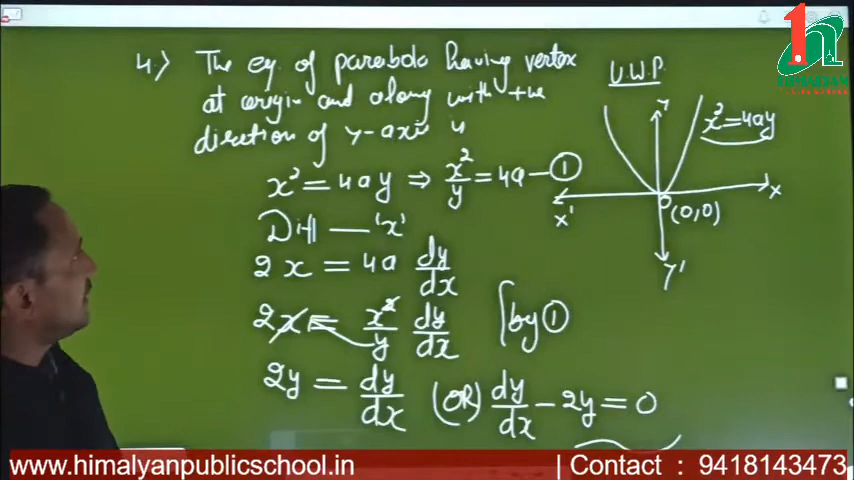 4.) The eq. of parabola having vertex
at origin and along with +ve
direction of y-axis is
x² = 4ay ⇒ x²/y = 4a — ①
Diff — 'x'
2x = 4a dy/dx
2x = x²/y dy/dx [by ①
2y = dy/dx (OR) dy/dx - 2y = 0
U.W.P.
Y
x² = 4ay
X
X'
O
(0,0)
Y'
1
HIMALYAN
www.himalyanpublicschool.in | Contact : 9418143473